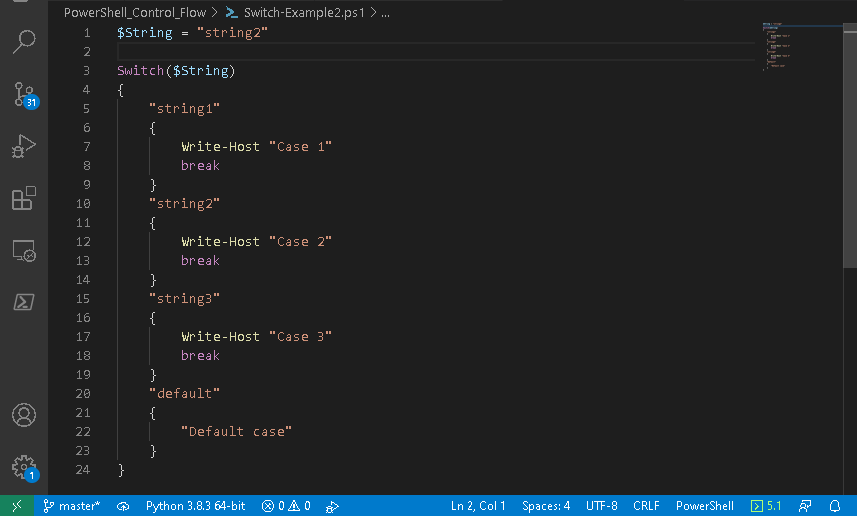 PowerShell_Control_Flow > Switch-Example2.ps1 > ...
1 $String = "string2"
2
3 Switch($String)
4 {
5 "string1"
6 {
7 Write-Host "Case 1"
8 break
9 }
10 "string2"
11 {
12 Write-Host "Case 2"
13 break
14 }
15 "string3"
16 {
17 Write-Host "Case 3"
18 break
19 }
20 "default"
21 {
22 "Default case"
23 }
24 }
31
1
master* Python 3.8.3 64-bit 0 0 Ln 2, Col 1 Spaces: 4 UTF-8 CRLF PowerShell 5.1